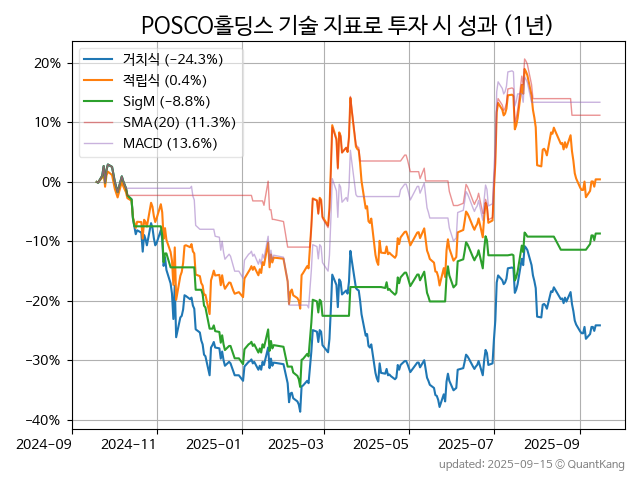 POSCO홀딩스 기술 지표로 투자 시 성과 (1년)
거치식 (−24.3%)
적립식 (0.4%)
SigM (−8.8%)
SMA(20) (11.3%)
MACD (13.6%)
20%
10%
0%
−10%
−20%
−30%
−40%
2024-09 2024-11 2025-01 2025-03 2025-05 2025-07 2025-09
updated: 2025-09-15 ⓒ QuantKang